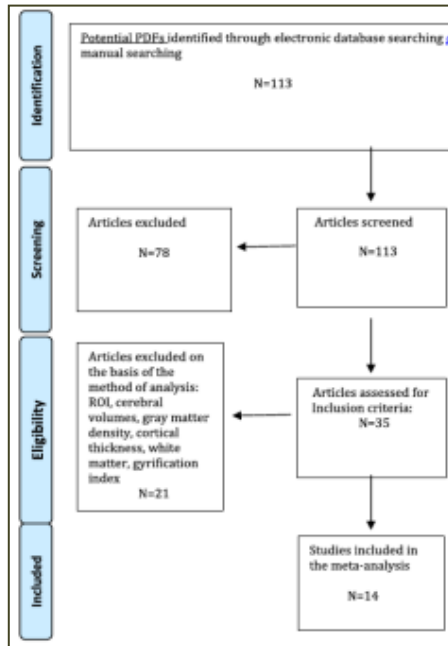 Identification
Potential PDFs identified through electronic database searching
manual searching
N=113
Screening
Articles excluded
N=78
Articles screened
N=113
Eligibility
Articles excluded on
the basis of the
method of analysis:
ROI, cerebral
volumes, gray matter
density, cortical
thickness, white
matter, gyrification
index
N=21
Articles assessed for
Inclusion criteria:
N=35
Included
Studies included in
the meta-analysis
N=14